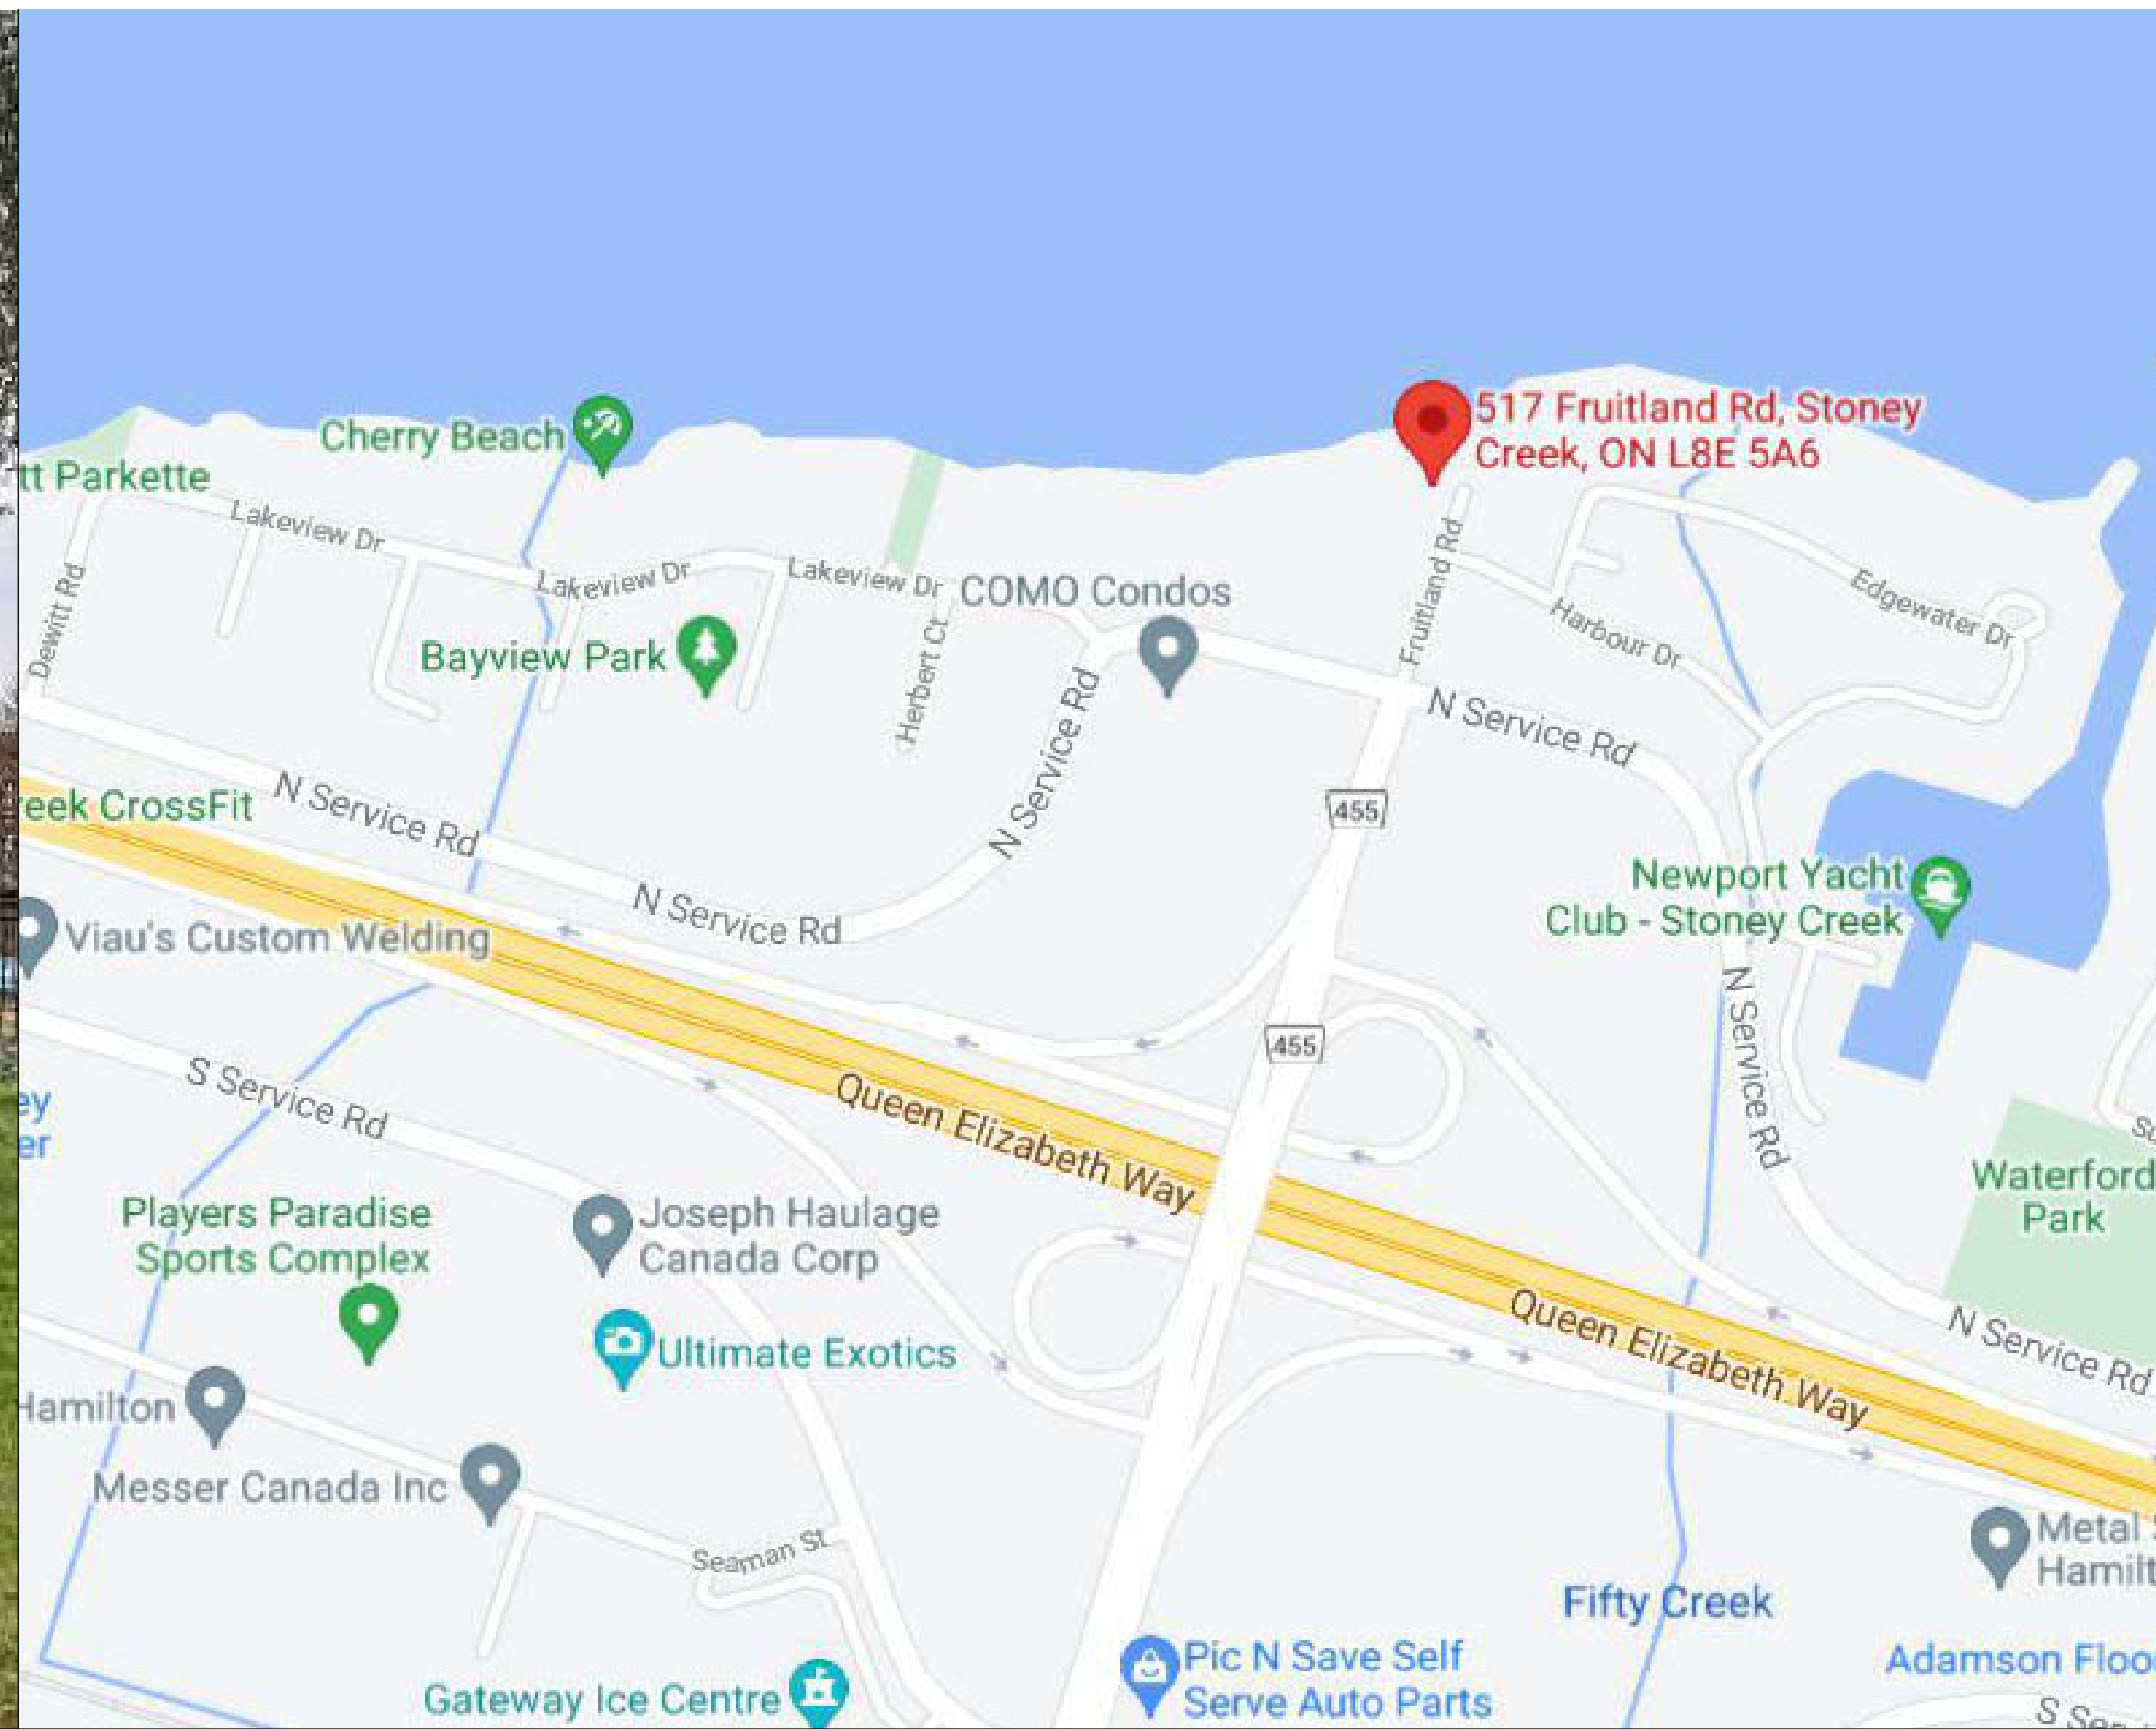 517 Fruitland Rd, Stoney
Creek, ON L8E 5A6
Cherry Beach
tt Parkette
Lakeview Dr
Lakeview Dr
Lakeview Dr
COMO Condos
Fruitland Rd
Edgewater Dr
Harbour Dr
Dewitt Rd
Bayview Park
Herbert Ct
N Service Rd
N Service Rd
N Service Rd
N Service Rd
455
reek CrossFit
Newport Yacht
Club - Stoney Creek
Viau's Custom Welding
N Service Rd
455
S Service Rd
Queen Elizabeth Way
ey
er
Waterford
Park
Players Paradise
Sports Complex
Joseph Haulage
Canada Corp
Ultimate Exotics
Queen Elizabeth Way
N Service Rd
Hamilton
Messer Canada Inc
Seaman St
Metal
Hamilt
Fifty Creek
Pic N Save Self
Serve Auto Parts
Adamson Floo
Gateway Ice Centre
S Ser